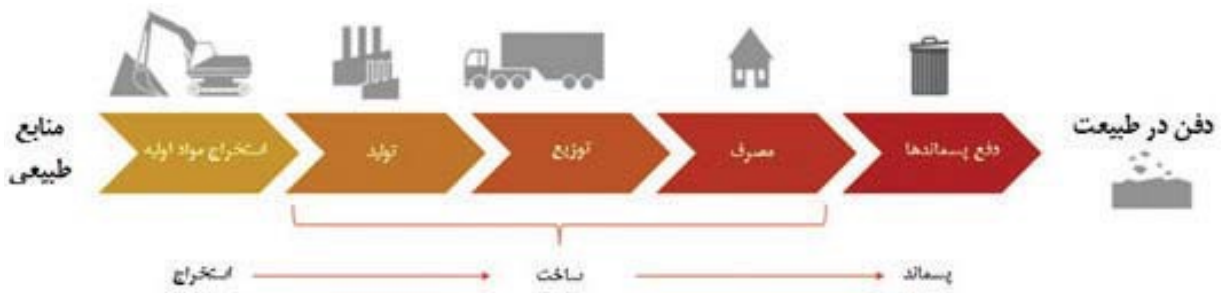 منابع
طبیعی
استخراج مواد اولیه
تولید
توزیع
مصرف
دفع پسماندها
دفن در طبیعت
استخراج
ساخت
پسماند